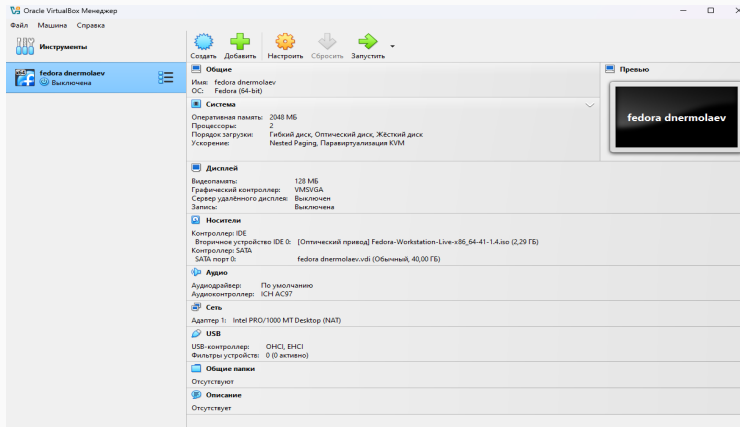 Oracle VirtualBox Менеджер
Файл Машина Справка
Инструменты
Создать Добавить Настроить Сбросить Запустить
fedora dnermolaev
Выключена
Общие
Имя: fedora dnermolaev
ОС: Fedora (64-bit)
Превью
fedora dnermolaev
Система
Оперативная память: 2048 МБ
Процессоры: 2
Порядок загрузки: Гибкий диск, Оптический диск, Жёсткий диск
Ускорение: Nested Paging, Паравиртуализация KVM
Дисплей
Видеопамять: 128 МБ
Графический контроллер: VMSVGA
Сервер удалённого дисплея: Выключен
Запись: Выключена
Носители
Контроллер: IDE
Вторичное устройство IDE 0: [Оптический привод] Fedora-Workstation-Live-x86_64-41-1.4.iso (2,29 ГБ)
Контроллер: SATA
SATA порт 0: fedora dnermolaev.vdi (Обычный, 40,00 ГБ)
Аудио
Аудиодрайвер: По умолчанию
Аудиоконтроллер: ICH AC97
Сеть
Адаптер 1: Intel PRO/1000 MT Desktop (NAT)
USB
USB-контроллер: OHCI, EHCI
Фильтры устройств: 0 (0 активно)
Общие папки
Отсутствуют
Описание
Отсутствует